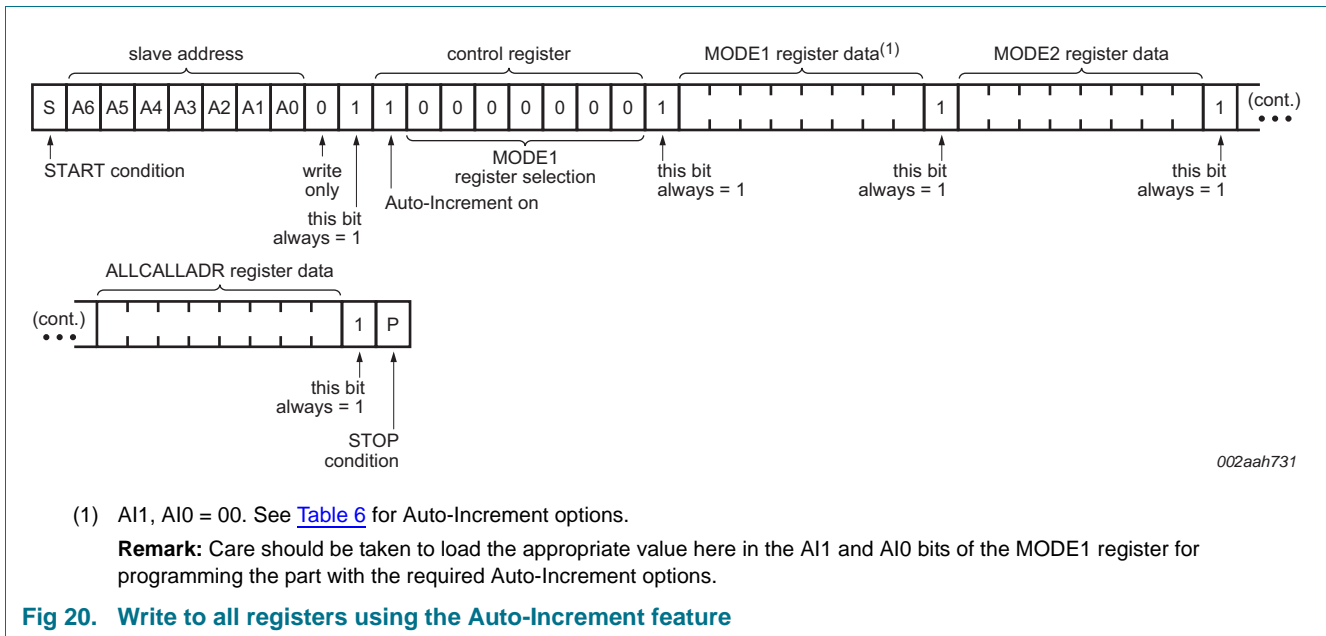 slave address control register MODE1 register data(1) MODE2 register data
S A6 A5 A4 A3 A2 A1 A0 0 1 1 0 0 0 0 0 0 0 1 1 1 (cont.)
START condition write only MODE1 register selection this bit always = 1 this bit always = 1 this bit always = 1
Auto-Increment on
this bit
always = 1
ALLCALLADR register data
(cont.) 1 P
this bit
always = 1
STOP
condition
002aah731
(1) AI1, AI0 = 00. See Table 6 for Auto-Increment options.
Remark: Care should be taken to load the appropriate value here in the AI1 and AI0 bits of the MODE1 register for
programming the part with the required Auto-Increment options.
Fig 20. Write to all registers using the Auto-Increment feature